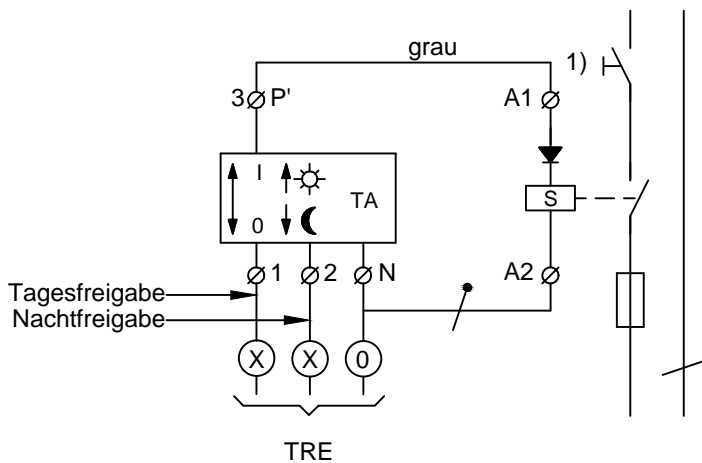 grau
1)
3 P'
A1
I
TA
0
S
1
2
N
A2
Tagesfreigabe
Nachtfreigabe
X
X
0
TRE